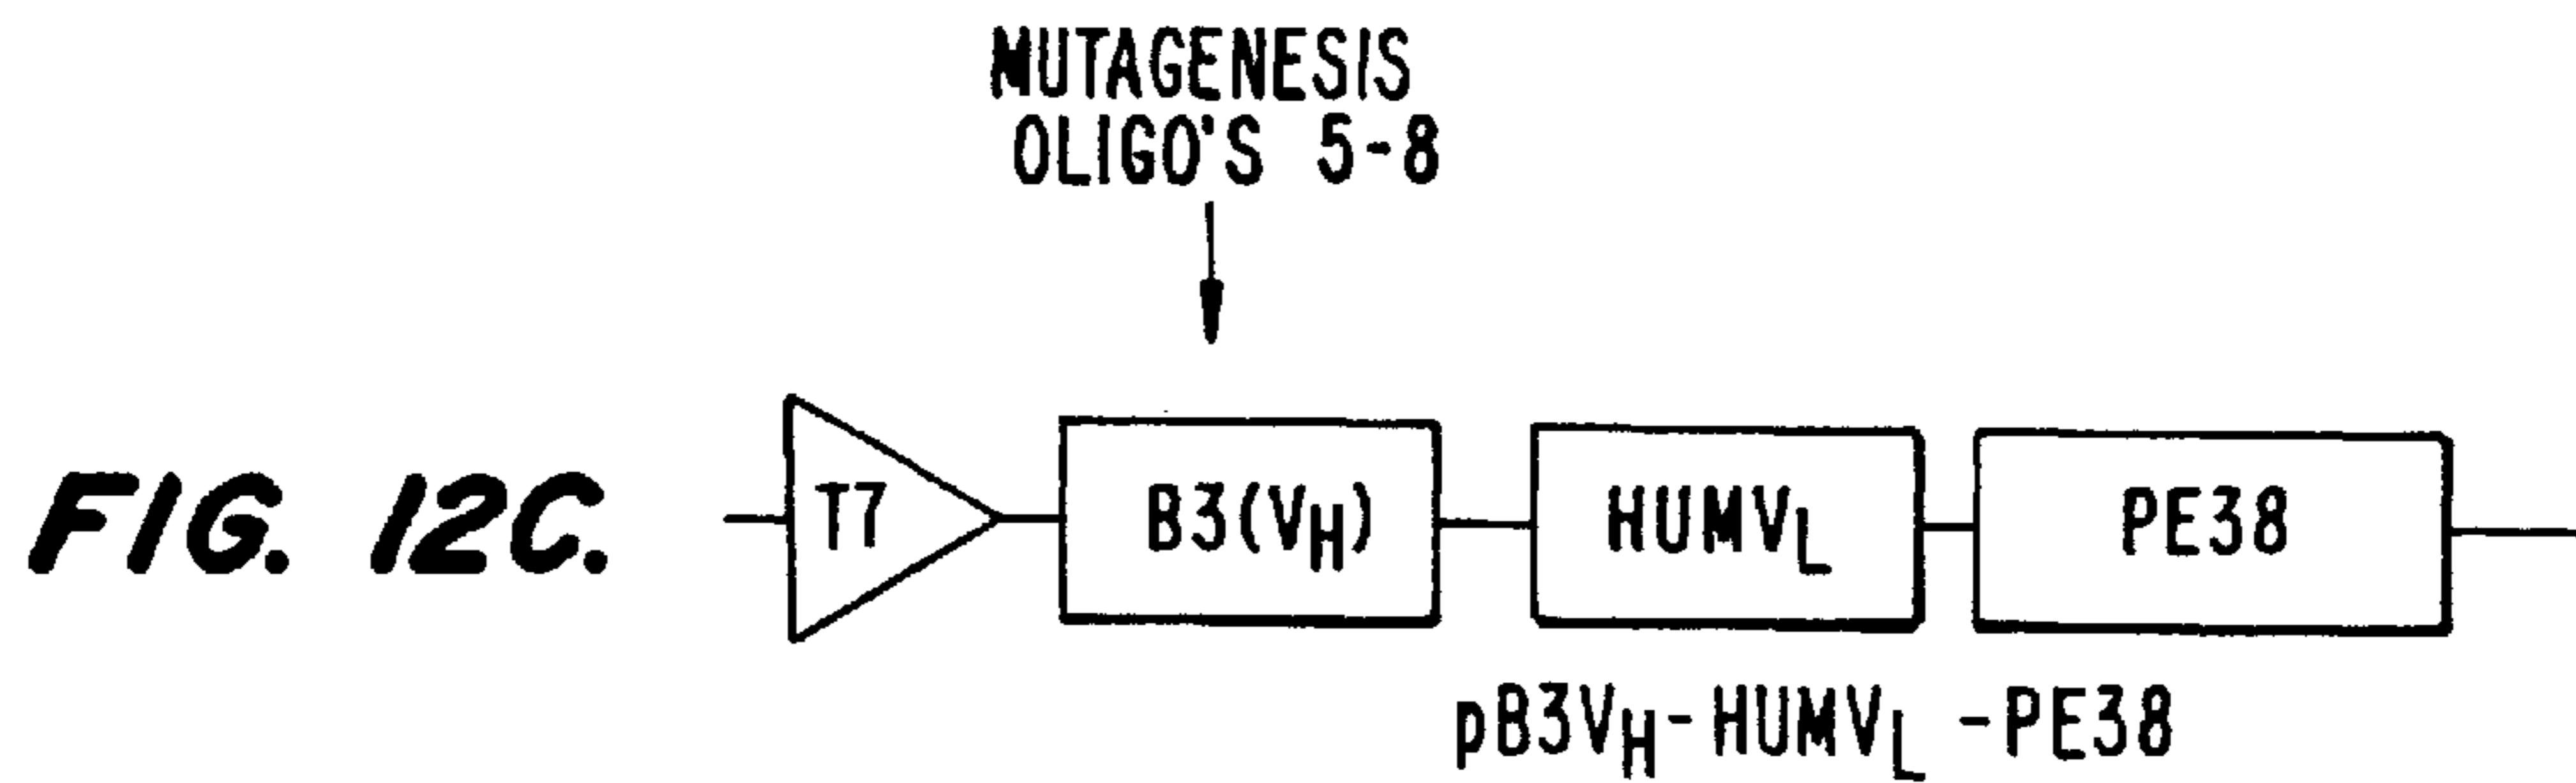 MUTAGENESIS
OLIGO'S 5-8
FIG. 12C. T7 B3(VH) HUMVL PE38
pB3VH-HUMVL-PE38